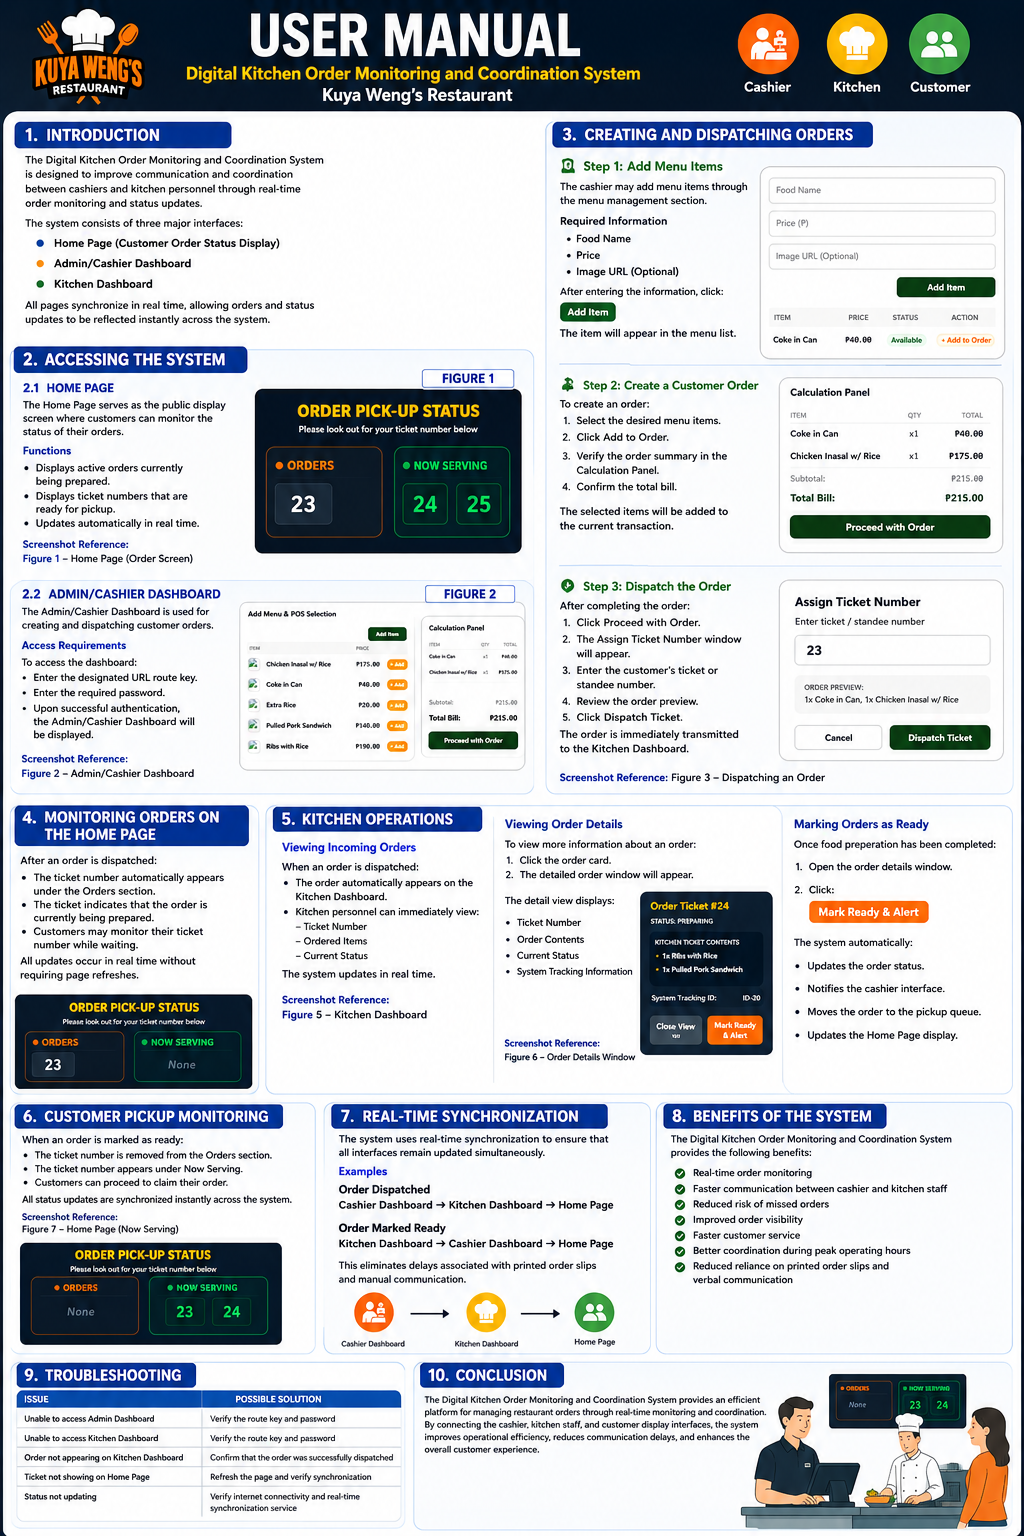 KUYA WENG'S
RESTAURANT
USER MANUAL
Digital Kitchen Order Monitoring and Coordination System
Kuya Weng's Restaurant
Cashier
Kitchen
Customer
1. INTRODUCTION
The Digital Kitchen Order Monitoring and Coordination System
is designed to improve communication and coordination
between cashiers and kitchen personnel through real-time
order monitoring and status updates.
The system consists of three major interfaces:
Home Page (Customer Order Status Display)
Admin/Cashier Dashboard
Kitchen Dashboard
All pages synchronize in real time, allowing orders and status
updates to be reflected instantly across the system.
2. ACCESSING THE SYSTEM
2.1 HOME PAGE
The Home Page serves as the public display
screen where customers can monitor the
status of their orders.
Functions
• Displays active orders currently
being prepared.
• Displays ticket numbers that are
ready for pickup.
• Updates automatically in real time.
Screenshot Reference:
Figure 1 – Home Page (Order Screen)
FIGURE 1
ORDER PICK-UP STATUS
Please look out for your ticket number below
ORDERS
23
NOW SERVING
24 25
2.2 ADMIN/CASHIER DASHBOARD
The Admin/Cashier Dashboard is used for
creating and dispatching customer orders.
Access Requirements
To access the dashboard:
• Enter the designated URL route key.
• Enter the required password.
• Upon successful authentication,
the Admin/Cashier Dashboard will
be displayed.
Screenshot Reference:
Figure 2 – Admin/Cashier Dashboard
FIGURE 2
Add Menu & POS Selection
Add Item
ITEM PRICE
Chicken Inasal w/ Rice ₱175.00 + Add
Coke in Can ₱40.00 + Add
Extra Rice ₱20.00 + Add
Pulled Pork Sandwich ₱140.00 + Add
Ribs with Rice ₱190.00 + Add
Calculation Panel
ITEM QTY TOTAL
Coke in Can x1 ₱40.00
Chicken Inasal w/ Rice x1 ₱175.00
Subtotal: ₱215.00
Total Bill: ₱215.00
Proceed with Order
3. CREATING AND DISPATCHING ORDERS
Step 1: Add Menu Items
The cashier may add menu items through
the menu management section.
Required Information
• Food Name
• Price
• Image URL (Optional)
After entering the information, click:
Add Item
The item will appear in the menu list.
Food Name
Price (₱)
Image URL (Optional)
Add Item
ITEM PRICE STATUS ACTION
Coke in Can ₱40.00 Available + Add to Order
Step 2: Create a Customer Order
To create an order:
1. Select the desired menu items.
2. Click Add to Order.
3. Verify the order summary in the
Calculation Panel.
4. Confirm the total bill.
The selected items will be added to
the current transaction.
Calculation Panel
ITEM QTY TOTAL
Coke in Can x1 ₱40.00
Chicken Inasal w/ Rice x1 ₱175.00
Subtotal: ₱215.00
Total Bill: ₱215.00
Proceed with Order
Step 3: Dispatch the Order
After completing the order:
1. Click Proceed with Order.
2. The Assign Ticket Number window
will appear.
3. Enter the customer's ticket or
standee number.
4. Review the order preview.
5. Click Dispatch Ticket.
The order is immediately transmitted
to the Kitchen Dashboard.
Screenshot Reference: Figure 3 – Dispatching an Order
Assign Ticket Number
Enter ticket / standee number
23
ORDER PREVIEW:
1x Coke in Can, 1x Chicken Inasal w/ Rice
Cancel
Dispatch Ticket
4. MONITORING ORDERS ON
THE HOME PAGE
After an order is dispatched:
• The ticket number automatically appears
under the Orders section.
• The ticket indicates that the order is
currently being prepared.
• Customers may monitor their ticket
number while waiting.
All updates occur in real time without
requiring page refreshes.
ORDER PICK-UP STATUS
Please look out for your ticket number below
ORDERS
23
NOW SERVING
None
5. KITCHEN OPERATIONS
Viewing Incoming Orders
When an order is dispatched:
• The order automatically appears on the
Kitchen Dashboard.
• Kitchen personnel can immediately view:
– Ticket Number
– Ordered Items
– Current Status
The system updates in real time.
Screenshot Reference:
Figure 5 – Kitchen Dashboard
Viewing Order Details
To view more information about an order:
1. Click the order card.
2. The detailed order window will appear.
The detail view displays:
• Ticket Number
• Order Contents
• Current Status
• System Tracking Information
Screenshot Reference:
Figure 6 – Order Details Window
Order Ticket #24
STATUS: PREPARING
KITCHEN TICKET CONTENTS
• 1x Ribs with Rice
• 1x Pulled Pork Sandwich
System Tracking ID: ID-20
Close View
Mark Ready
& Alert
Marking Orders as Ready
Once food preperation has been completed:
1. Open the order details window.
2. Click:
Mark Ready & Alert
The system automatically:
• Updates the order status.
• Notifies the cashier interface.
• Moves the order to the pickup queue.
• Updates the Home Page display.
6. CUSTOMER PICKUP MONITORING
When an order is marked as ready:
• The ticket number is removed from the Orders section.
• The ticket number appears under Now Serving.
• Customers can proceed to claim their order.
All status updates are synchronized instantly across the system.
Screenshot Reference:
Figure 7 – Home Page (Now Serving)
ORDER PICK-UP STATUS
Please look out for your ticket number below
ORDERS
None
NOW SERVING
23 24
7. REAL-TIME SYNCHRONIZATION
The system uses real-time synchronization to ensure that
all interfaces remain updated simultaneously.
Examples
Order Dispatched
Cashier Dashboard → Kitchen Dashboard → Home Page
Order Marked Ready
Kitchen Dashboard → Cashier Dashboard → Home Page
This eliminates delays associated with printed order slips
and manual communication.
Cashier Dashboard
Kitchen Dashboard
Home Page
8. BENEFITS OF THE SYSTEM
The Digital Kitchen Order Monitoring and Coordination System
provides the following benefits:
Real-time order monitoring
Faster communication between cashier and kitchen staff
Reduced risk of missed orders
Improved order visibility
Faster customer service
Better coordination during peak operating hours
Reduced reliance on printed order slips and
verbal communication
9. TROUBLESHOOTING
ISSUE POSSIBLE SOLUTION
Unable to access Admin Dashboard Verify the route key and password
Unable to access Kitchen Dashboard Verify the route key and password
Order not appearing on Kitchen Dashboard Confirm that the order was successfully dispatched
Ticket not showing on Home Page Refresh the page and verify synchronization
Status not updating Verify internet connectivity and real-time
synchronization service
10. CONCLUSION
The Digital Kitchen Order Monitoring and Coordination System provides an efficient
platform for managing restaurant orders through real-time monitoring and coordination.
By connecting the cashier, kitchen staff, and customer display interfaces, the system
improves operational efficiency, reduces communication delays, and enhances the
overall customer experience.
ORDERS
None
NOW SERVING
23 24